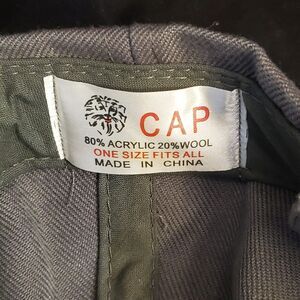 CAP
80% ACRYLIC 20% WOOL
ONE SIZE FITS ALL
MADE IN CHINA